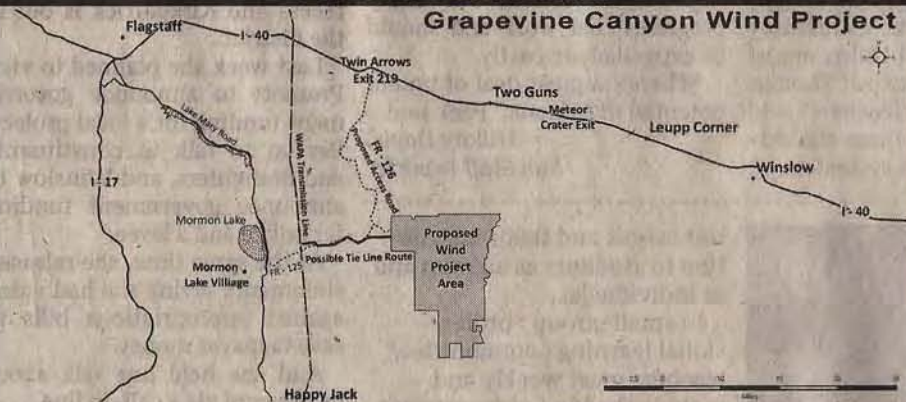 Grapevine Canyon Wind Project
Flagstaff
I - 40
Twin Arrows
Exit 219
Two Guns
Meteor
Crater Exit
Leupp Corner
Winslow
I - 40
Lake Mary Road
WAPA Transmission Line
FR - 126
Proposed Access Road
I - 17
Mormon Lake
Mormon
Lake Village
FR - 125
Possible Tie Line Route
Proposed
Wind
Project
Area
Happy Jack